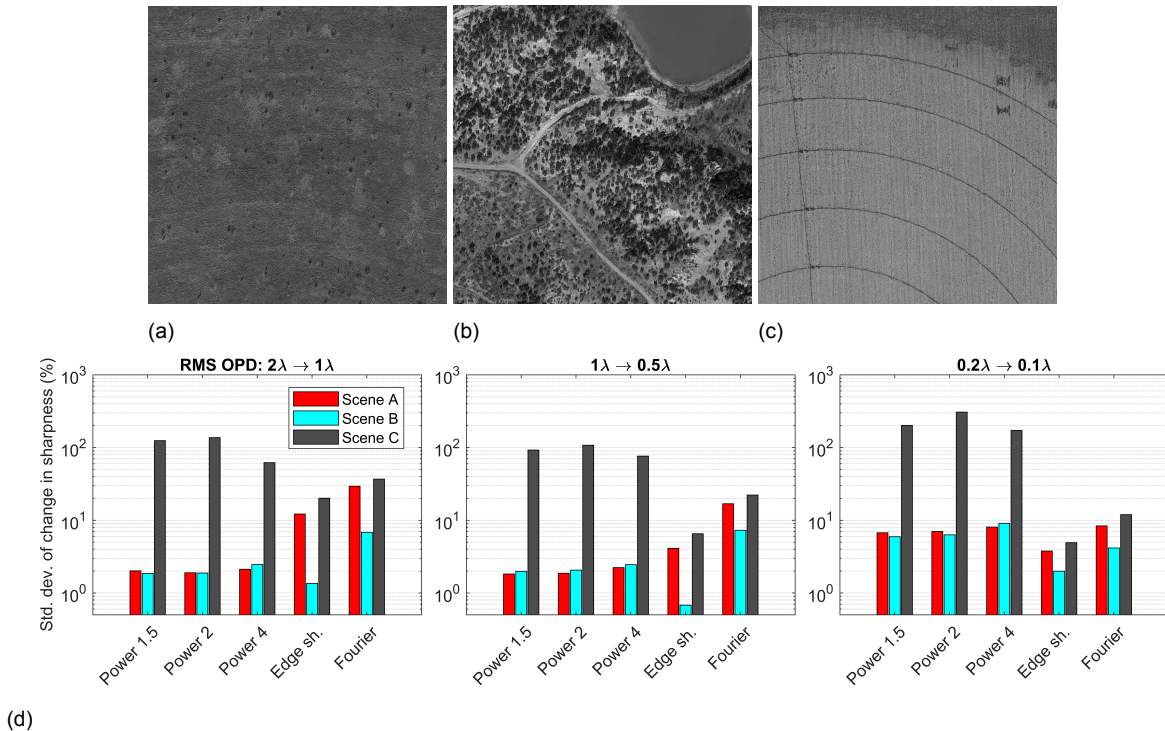 (a)
(b)
(c)
RMS OPD: 2λ → 1λ
1λ → 0.5λ
0.2λ → 0.1λ
Std. dev. of change in sharpness (%)
10³
10²
10¹
10⁰
Scene A
Scene B
Scene C
Power 1.5
Power 2
Power 4
Edge sh.
Fourier
10³
10²
10¹
10⁰
Power 1.5
Power 2
Power 4
Edge sh.
Fourier
10³
10²
10¹
10⁰
Power 1.5
Power 2
Power 4
Edge sh.
Fourier
(d)